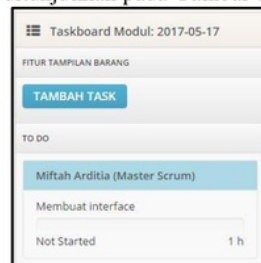 Taskboard Modul: 2017-05-17
FITUR TAMPILAN BARANG
TAMBAH TASK
TO DO
Miftah Arditia (Master Scrum)
Membuat interface
Not Started 1 h